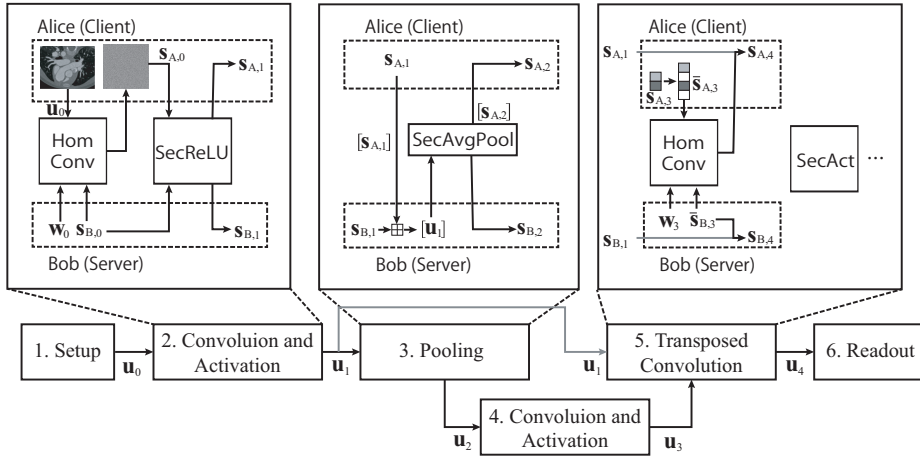 Alice (Client)
s_A,0
s_A,1
u_0
Hom
Conv
SecReLU
w_0 s_B,0
s_B,1
Bob (Server)
Alice (Client)
s_A,1
s_A,2
[s_A,1]
[s_A,2]
SecAvgPool
s_B,1
[u_1]
s_B,2
Bob (Server)
Alice (Client)
s_A,1
s_A,4
s_A,3
s̄_A,3
Hom
Conv
SecAct ...
w_3 s̄_B,3
s_B,1
s_B,4
Bob (Server)
1. Setup
u_0
2. Convoluion and
Activation
u_1
3. Pooling
u_1
5. Transposed
Convolution
u_4
6. Readout
u_2
4. Convoluion and
Activation
u_3